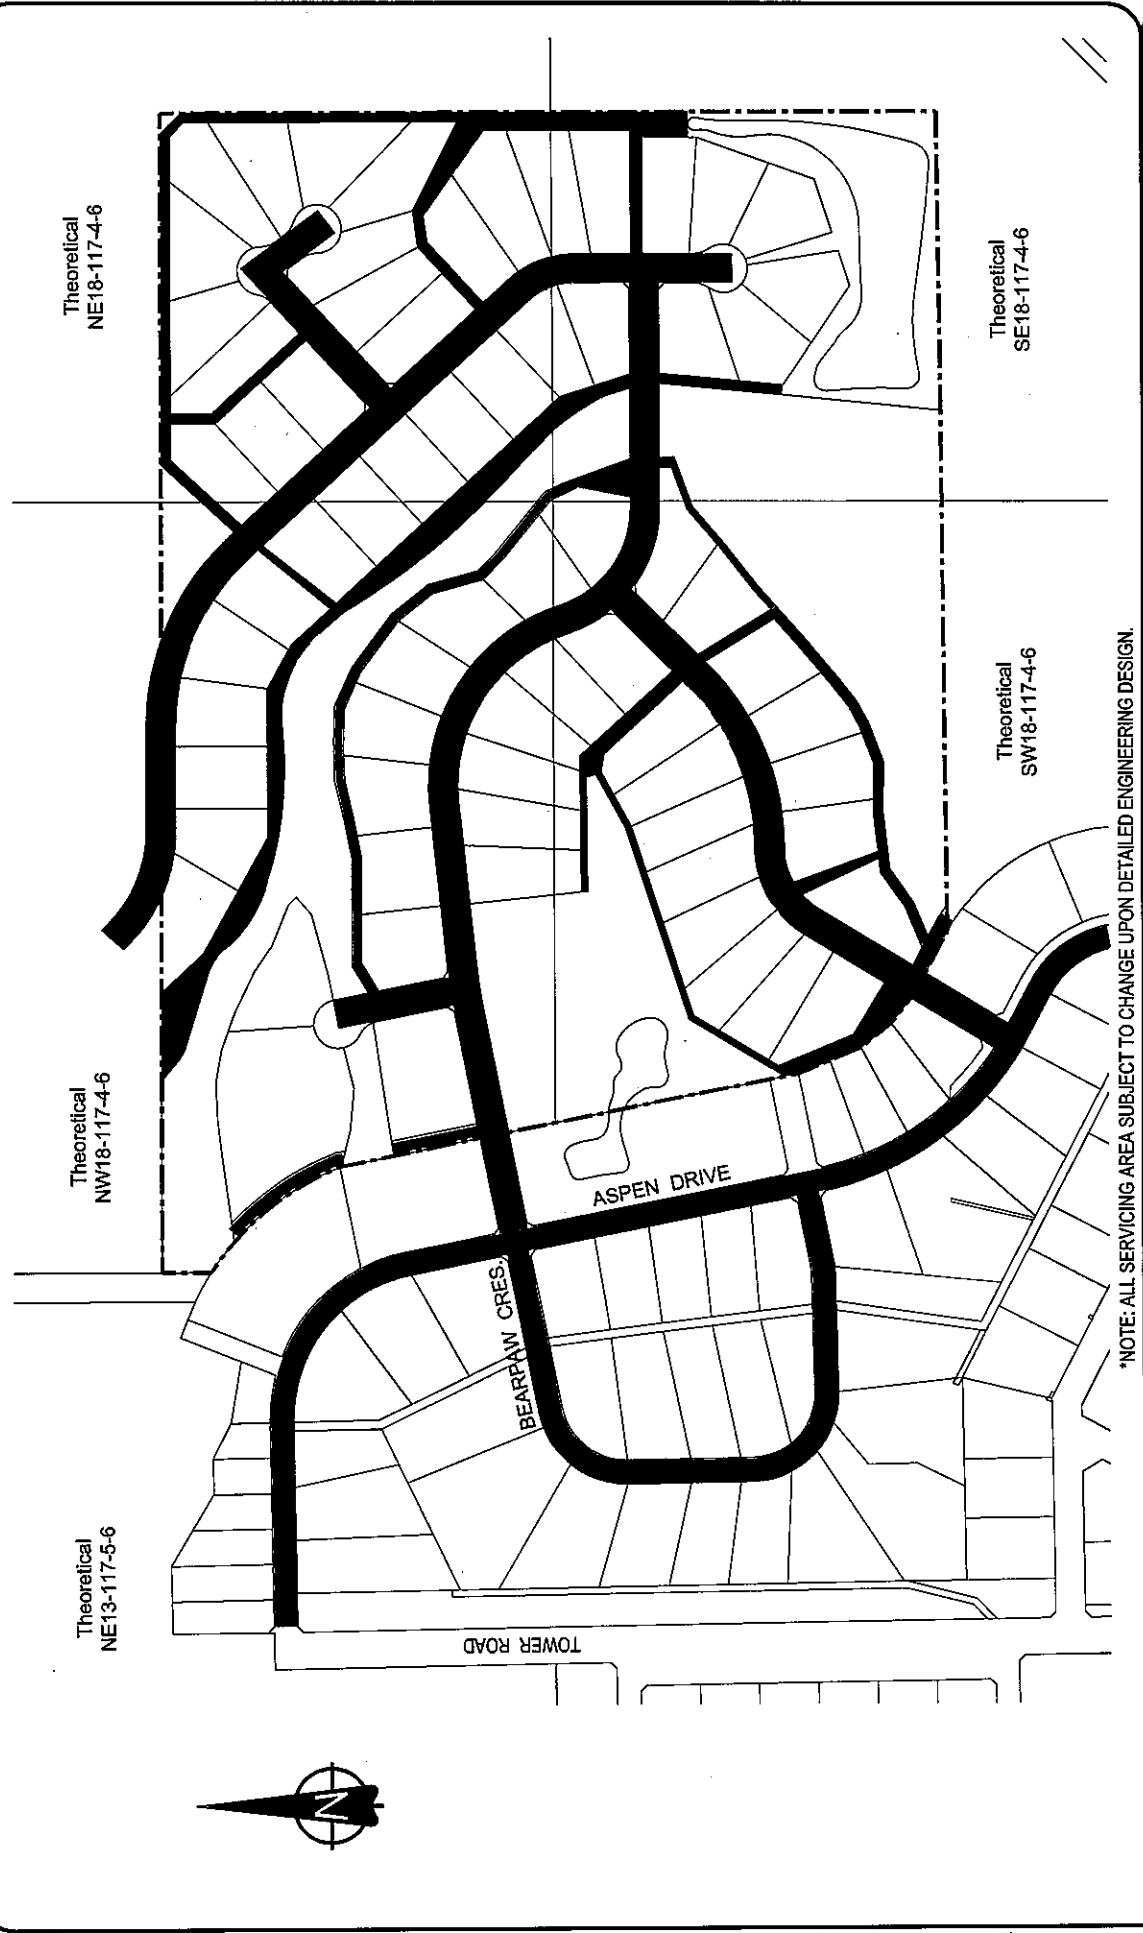 Theoretical
NE18-117-4-6
Theoretical
SE18-117-4-6
Theoretical
NW18-117-4-6
Theoretical
SW18-117-4-6
Theoretical
NE13-117-5-6
ASPEN DRIVE
BEARPAW CRES.
TOWER ROAD
N
*NOTE: ALL SERVICING AREA SUBJECT TO CHANGE UPON DETAILED ENGINEERING DESIGN.